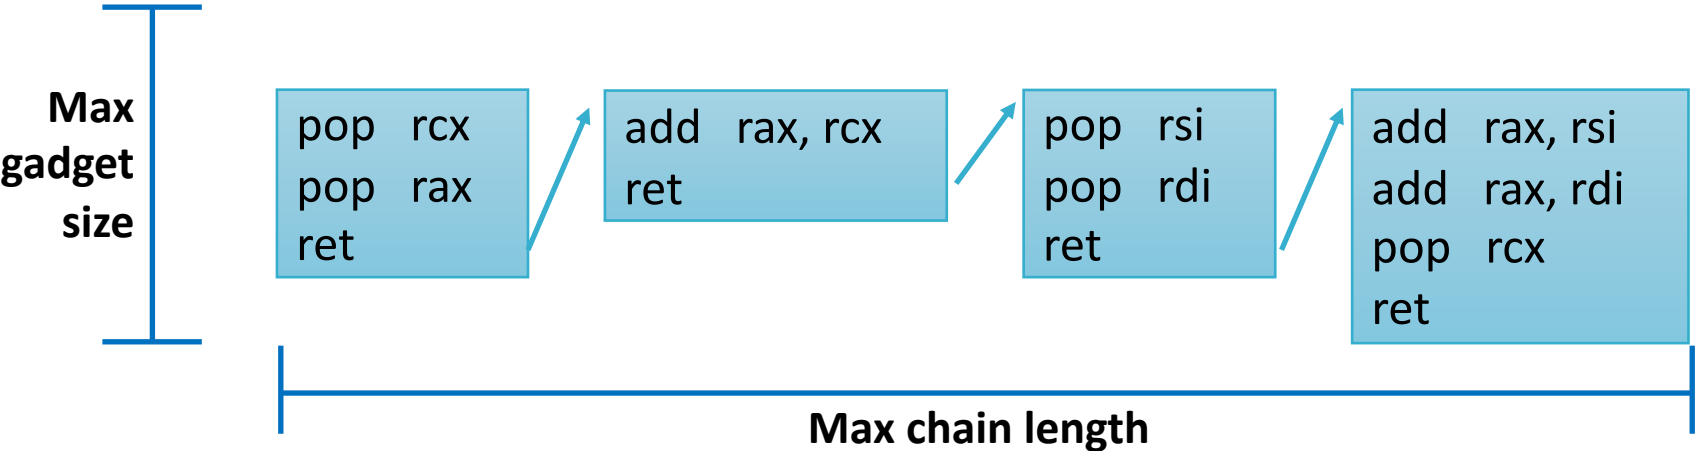 Max
gadget
size
pop rcx
pop rax
ret
add rax, rcx
ret
pop rsi
pop rdi
ret
add rax, rsi
add rax, rdi
pop rcx
ret
Max chain length